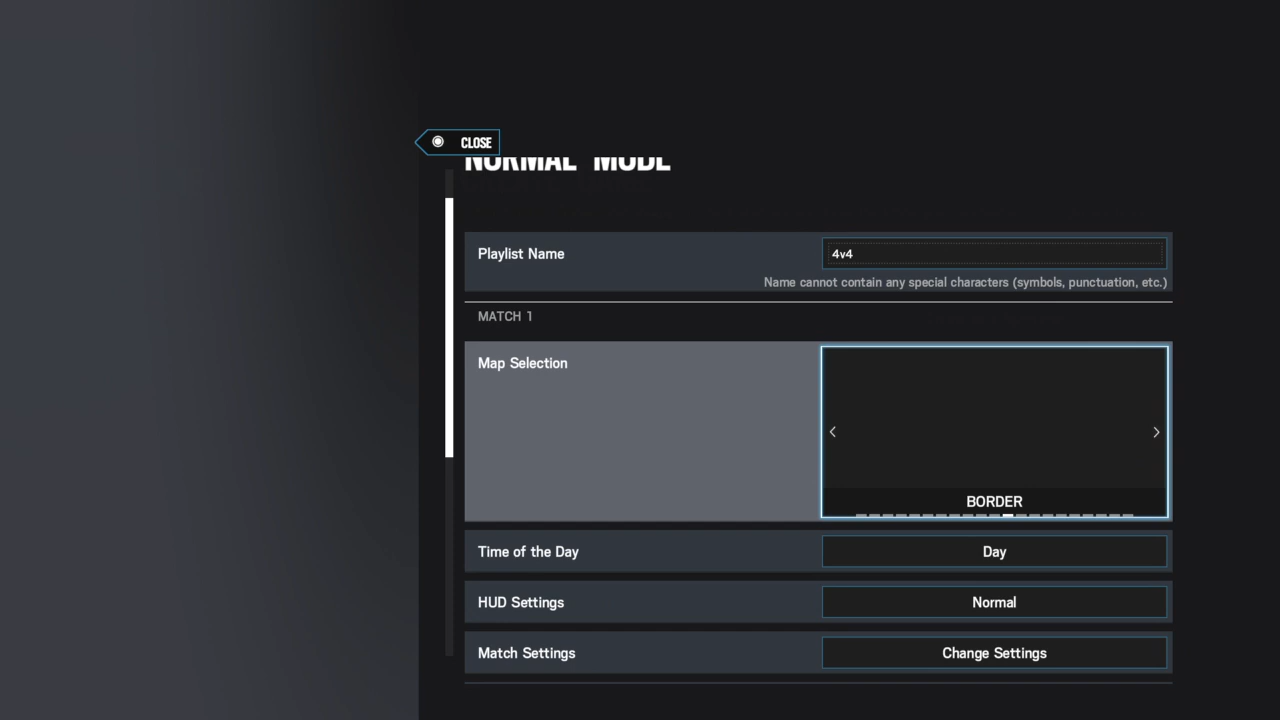 CLOSE
NORMAL MODE
Playlist Name
4v4
Name cannot contain any special characters (symbols, punctuation, etc.)
MATCH 1
Map Selection
BORDER
Time of the Day
Day
HUD Settings
Normal
Match Settings
Change Settings